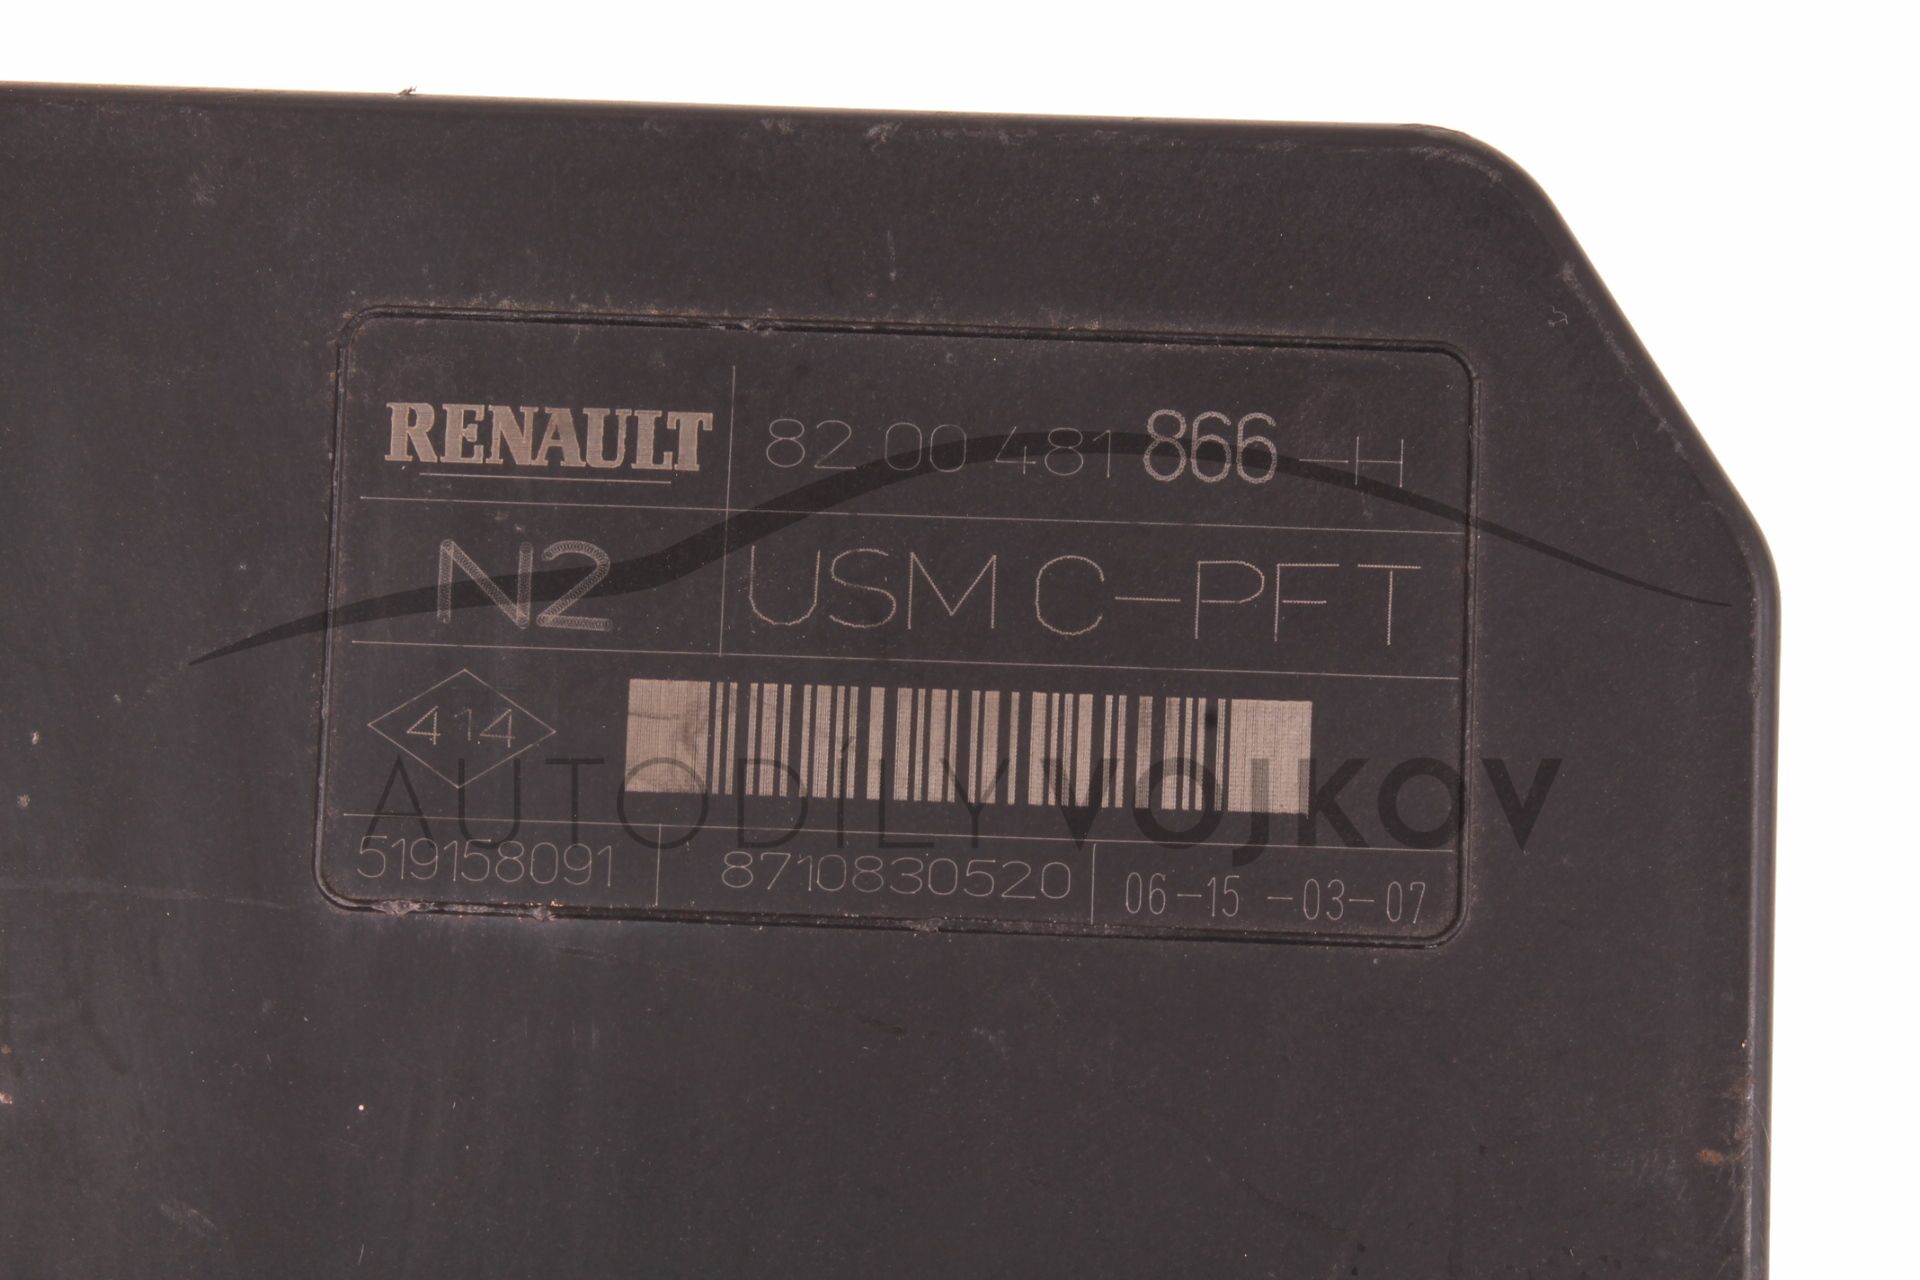 RENAULT 82 00 481 866 -H
N2 USM C-PFT
414
AUTODÍLY VOJKOV
519158091 8710830520 06-15 -03-07